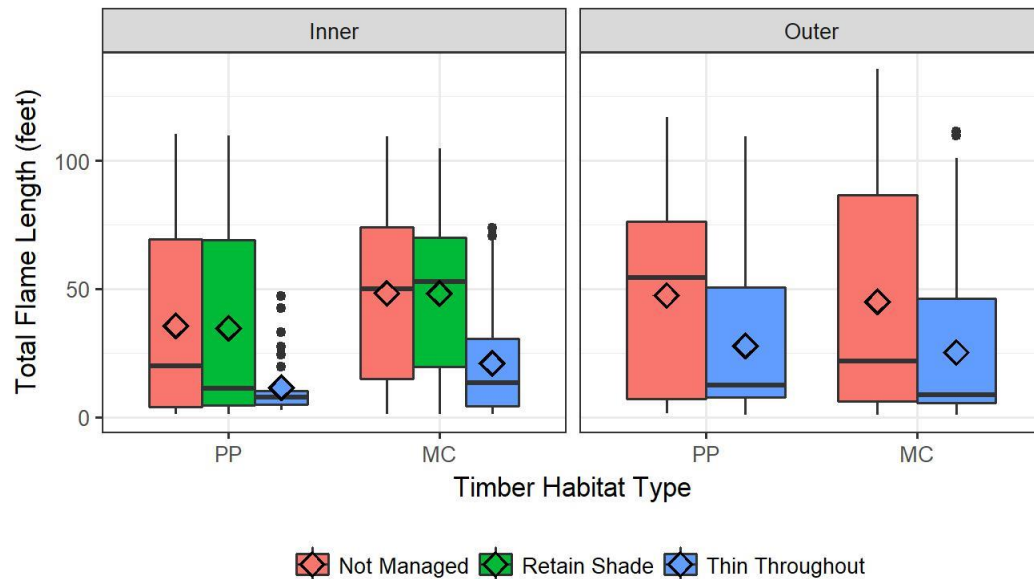 Inner
Outer
Total Flame Length (feet)
100
50
0
PP
MC
PP
MC
Timber Habitat Type
Not Managed
Retain Shade
Thin Throughout